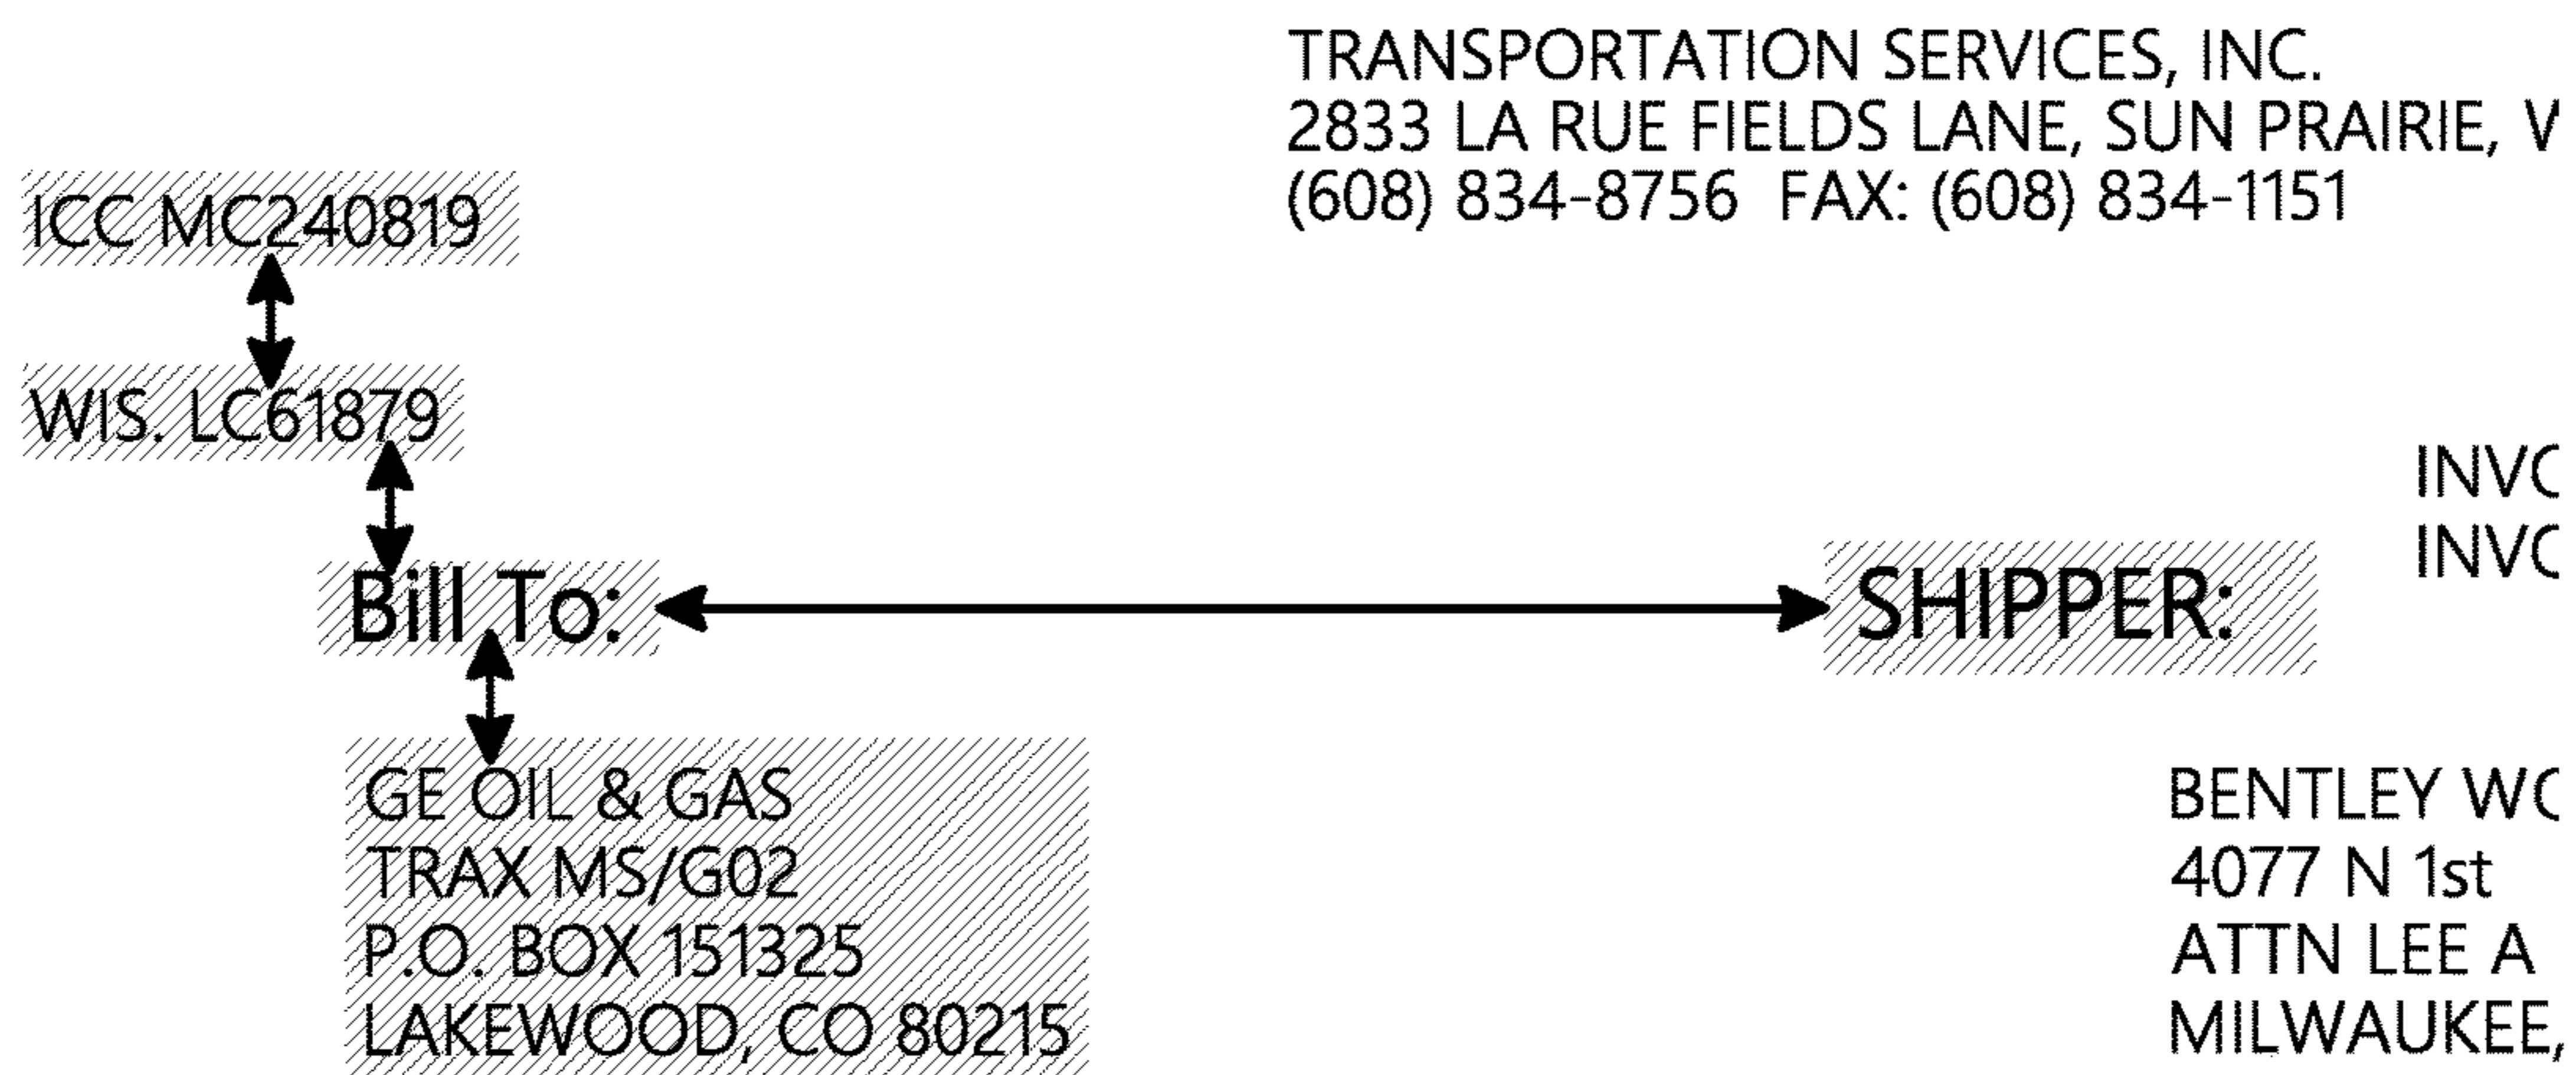 TRANSPORTATION SERVICES, INC.
2833 LA RUE FIELDS LANE, SUN PRAIRIE,
(608) 834-8756 FAX: (608) 834-1151
ICC MC240819
WIS. LC61879
Bill To:
SHIPPER:
GE OIL & GAS
TRAX MS/G02
P.O. BOX 151325
LAKEWOOD, CO 80215
BENTLEY
4077 N 1st
ATTN LEE A
MILWAUKEE,